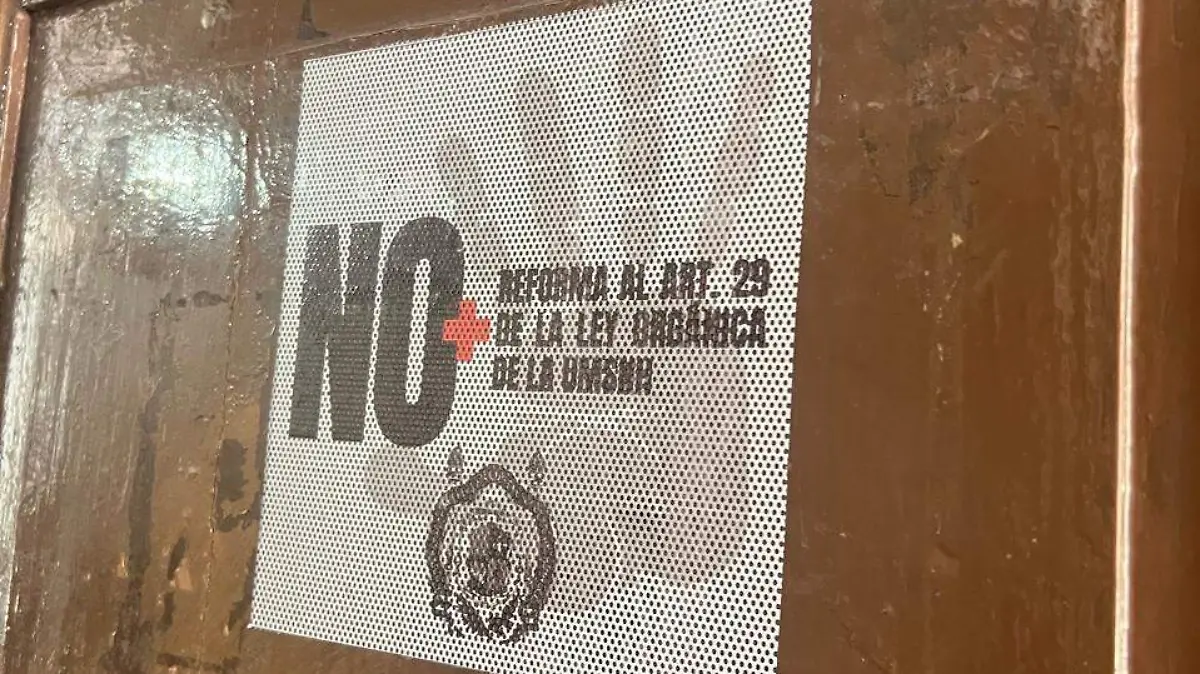 NO+
REFORMA AL ART. 29
DE LA LEY ORGÁNICA
DE LA UMSNH